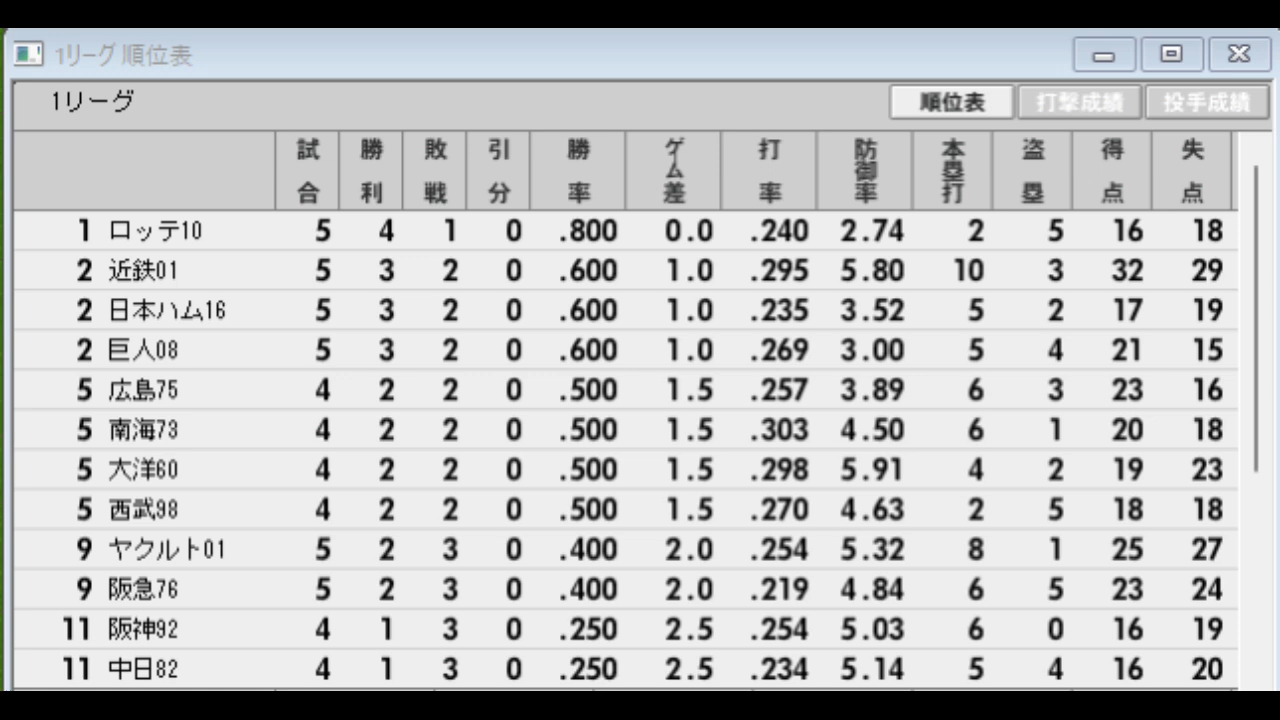 1リーグ 順位表
1リーグ 順位表 打撃成績 投手成績
試合 勝利 敗戦 引分 勝率 ゲーム差 打率 防御率 本塁打 盗塁 得点 失点
1 ロッテ10 5 4 1 0 .800 0.0 .240 2.74 2 5 16 18
2 近鉄01 5 3 2 0 .600 1.0 .295 5.80 10 3 32 29
2 日本ハム16 5 3 2 0 .600 1.0 .235 3.52 5 2 17 19
2 巨人08 5 3 2 0 .600 1.0 .269 3.00 5 4 21 15
5 広島75 4 2 2 0 .500 1.5 .257 3.89 6 3 23 16
5 南海73 4 2 2 0 .500 1.5 .303 4.50 6 1 20 18
5 大洋60 4 2 2 0 .500 1.5 .298 5.91 4 2 19 23
5 西武98 4 2 2 0 .500 1.5 .270 4.63 2 5 18 18
9 ヤクルト01 5 2 3 0 .400 2.0 .254 5.32 8 1 25 27
9 阪急76 5 2 3 0 .400 2.0 .219 4.84 6 5 23 24
11 阪神92 4 1 3 0 .250 2.5 .254 5.03 6 0 16 19
11 中日82 4 1 3 0 .250 2.5 .234 5.14 5 4 16 20